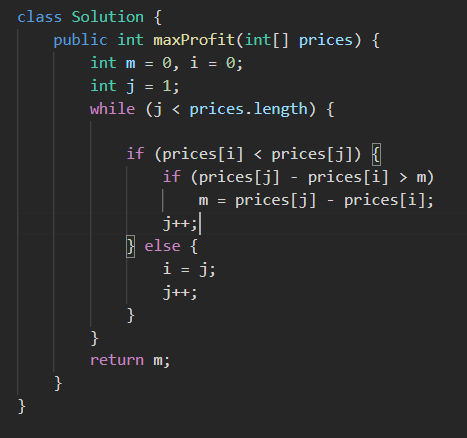 class Solution {
    public int maxProfit(int[] prices) {
        int m = 0, i = 0;
        int j = 1;
        while (j < prices.length) {

            if (prices[i] < prices[j]) {
                if (prices[j] - prices[i] > m)
                    m = prices[j] - prices[i];
                j++;
            } else {
                i = j;
                j++;
            }
        }
        return m;
    }
}